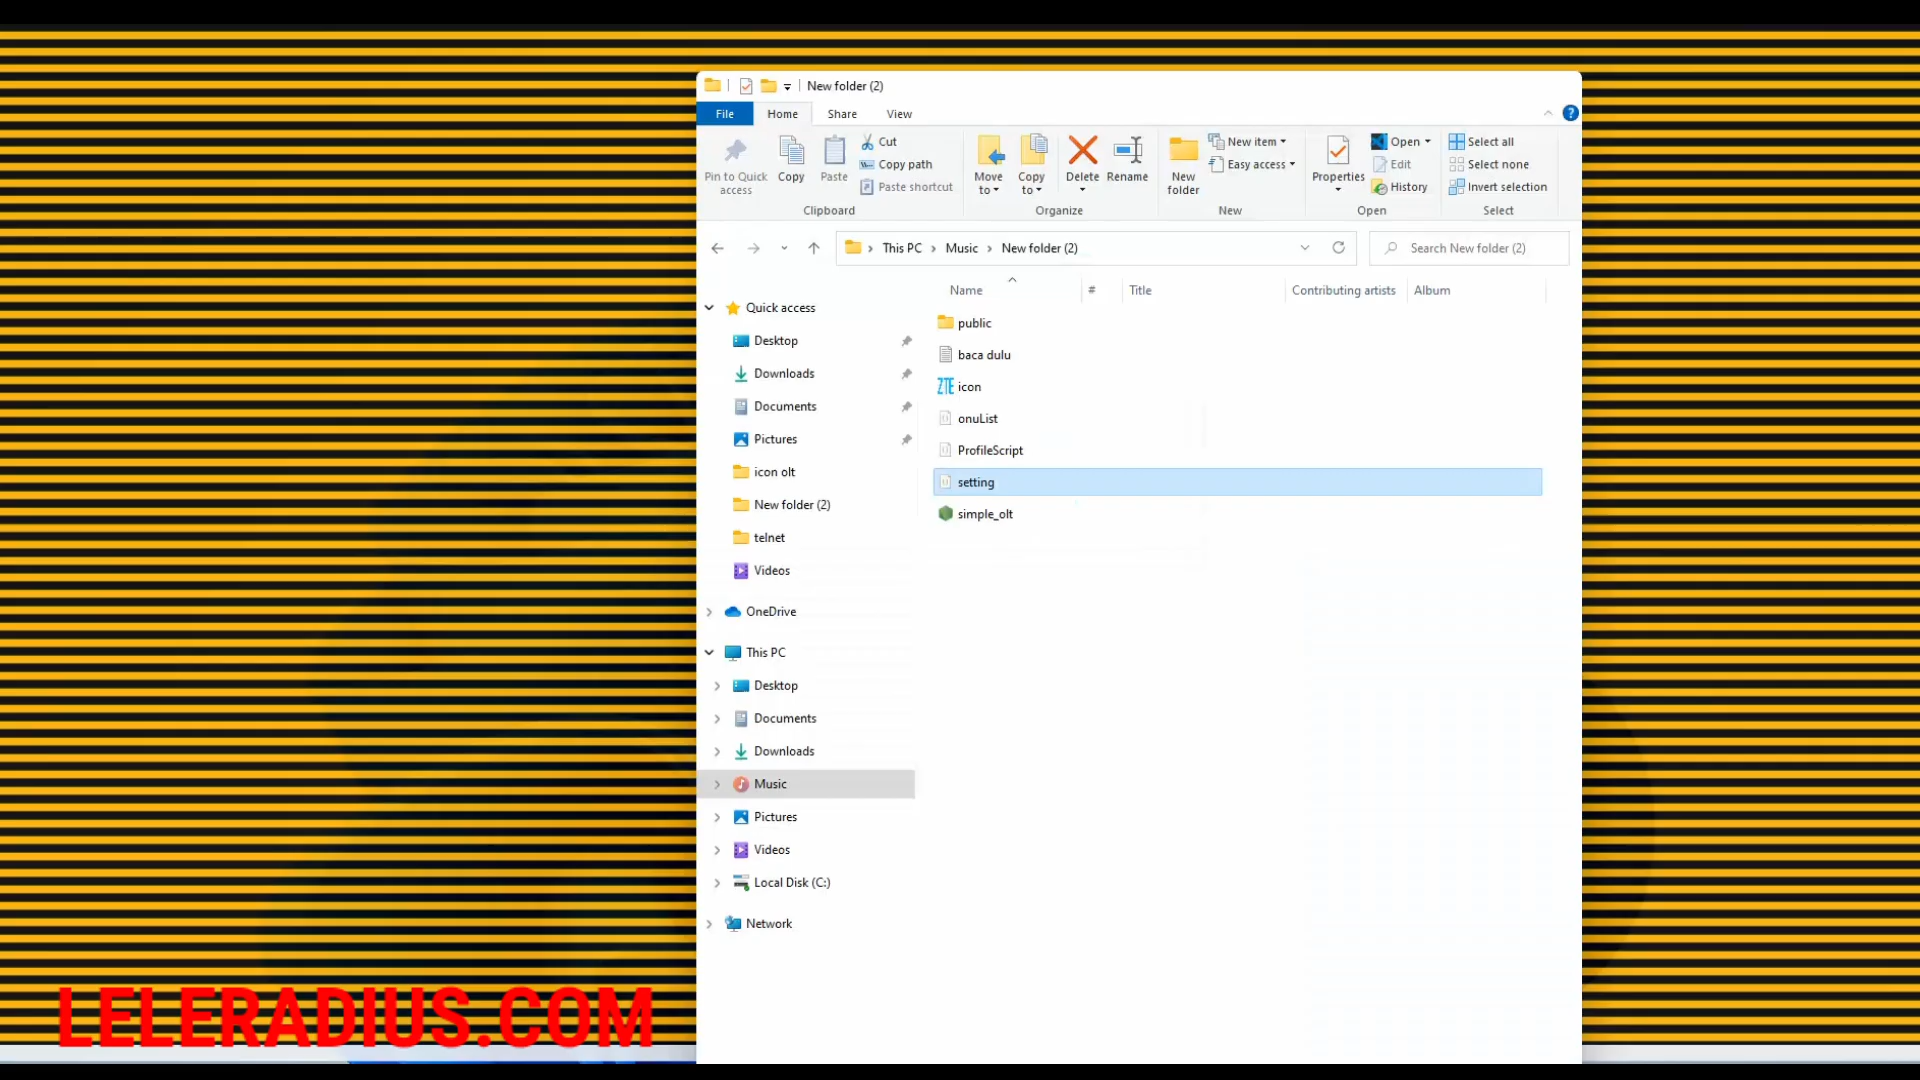 New folder (2)
File Home Share View
Pin to Quick access
Copy
Paste
Cut
Copy path
Paste shortcut
Clipboard
Move to
Copy to
Delete
Rename
Organize
New folder
New item
Easy access
New
Properties
Open
Edit
History
Open
Select all
Select none
Invert selection
Select
This PC > Music > New folder (2)
Search New folder (2)
Name # Title Contributing artists Album
Quick access
Desktop
Downloads
Documents
Pictures
icon olt
New folder (2)
telnet
Videos
OneDrive
This PC
Desktop
Documents
Downloads
Music
Pictures
Videos
Local Disk (C:)
Network
public
baca dulu
ZTE icon
onuList
ProfileScript
setting
simple_olt
LELERADIUS.COM